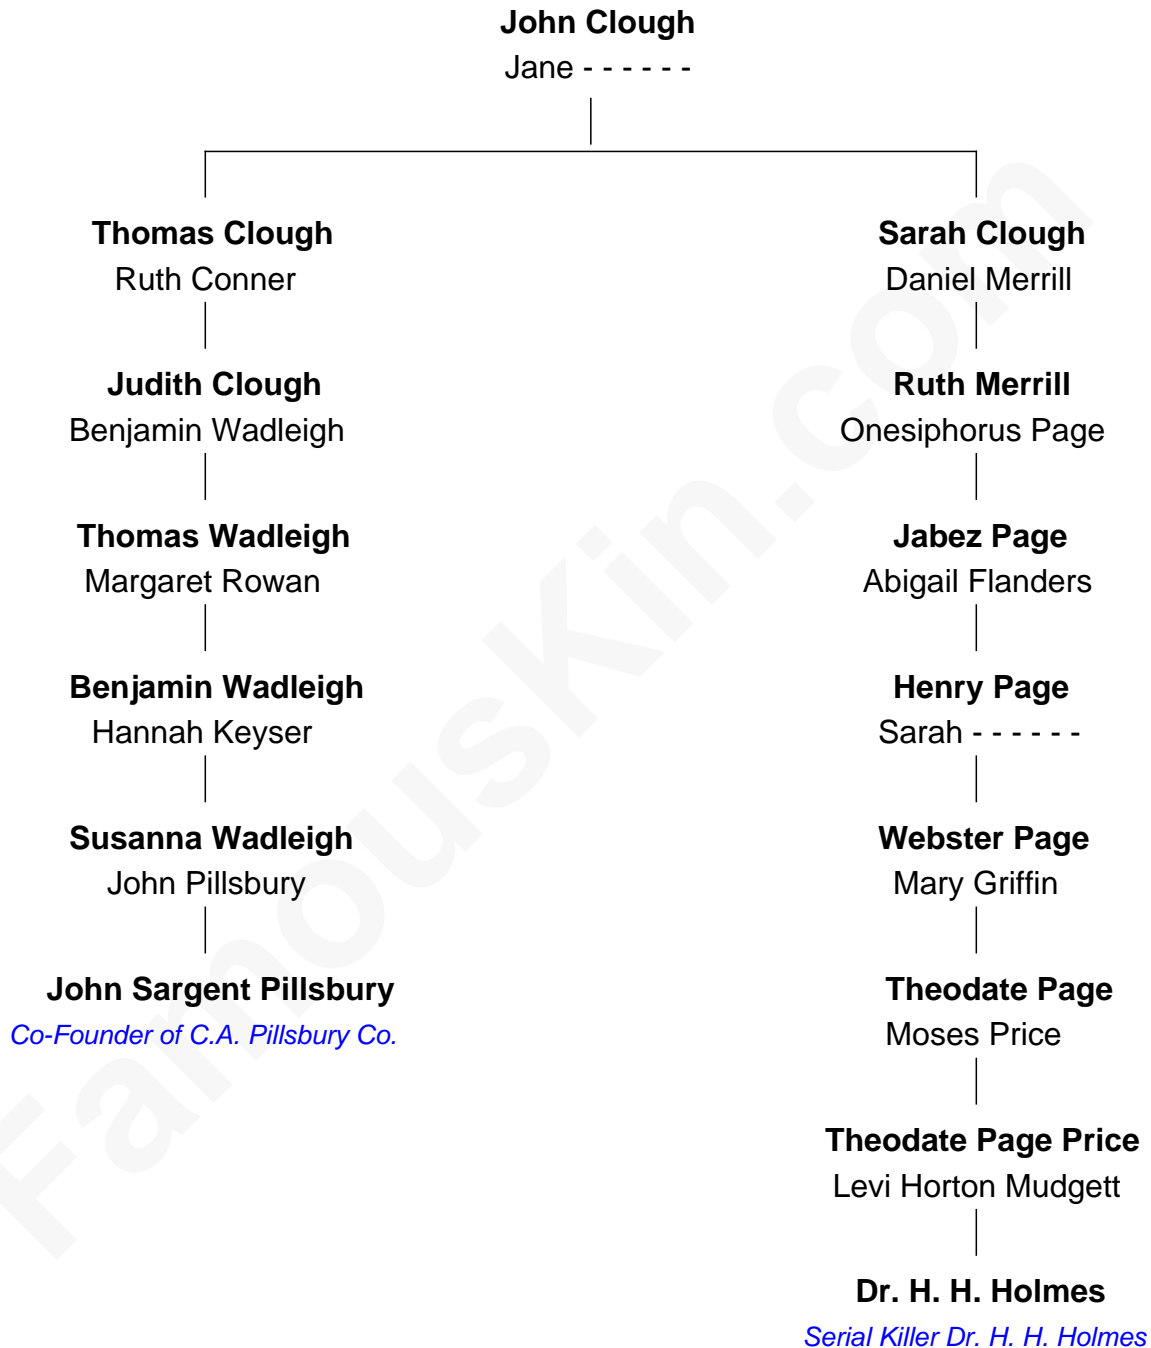 John Clough
Jane - - - - - -
Thomas Clough
Ruth Conner
Judith Clough
Benjamin Wadleigh
Thomas Wadleigh
Margaret Rowan
Benjamin Wadleigh
Hannah Keyser
Susanna Wadleigh
John Pillsbury
John Sargent Pillsbury
Co-Founder of C.A. Pillsbury Co.
Sarah Clough
Daniel Merrill
Ruth Merrill
Onesiphorus Page
Jabez Page
Abigail Flanders
Henry Page
Sarah - - - - - -
Webster Page
Mary Griffin
Theodate Page
Moses Price
Theodate Page Price
Levi Horton Mudgett
Dr. H. H. Holmes
Serial Killer Dr. H. H. Holmes
FamousKin.com